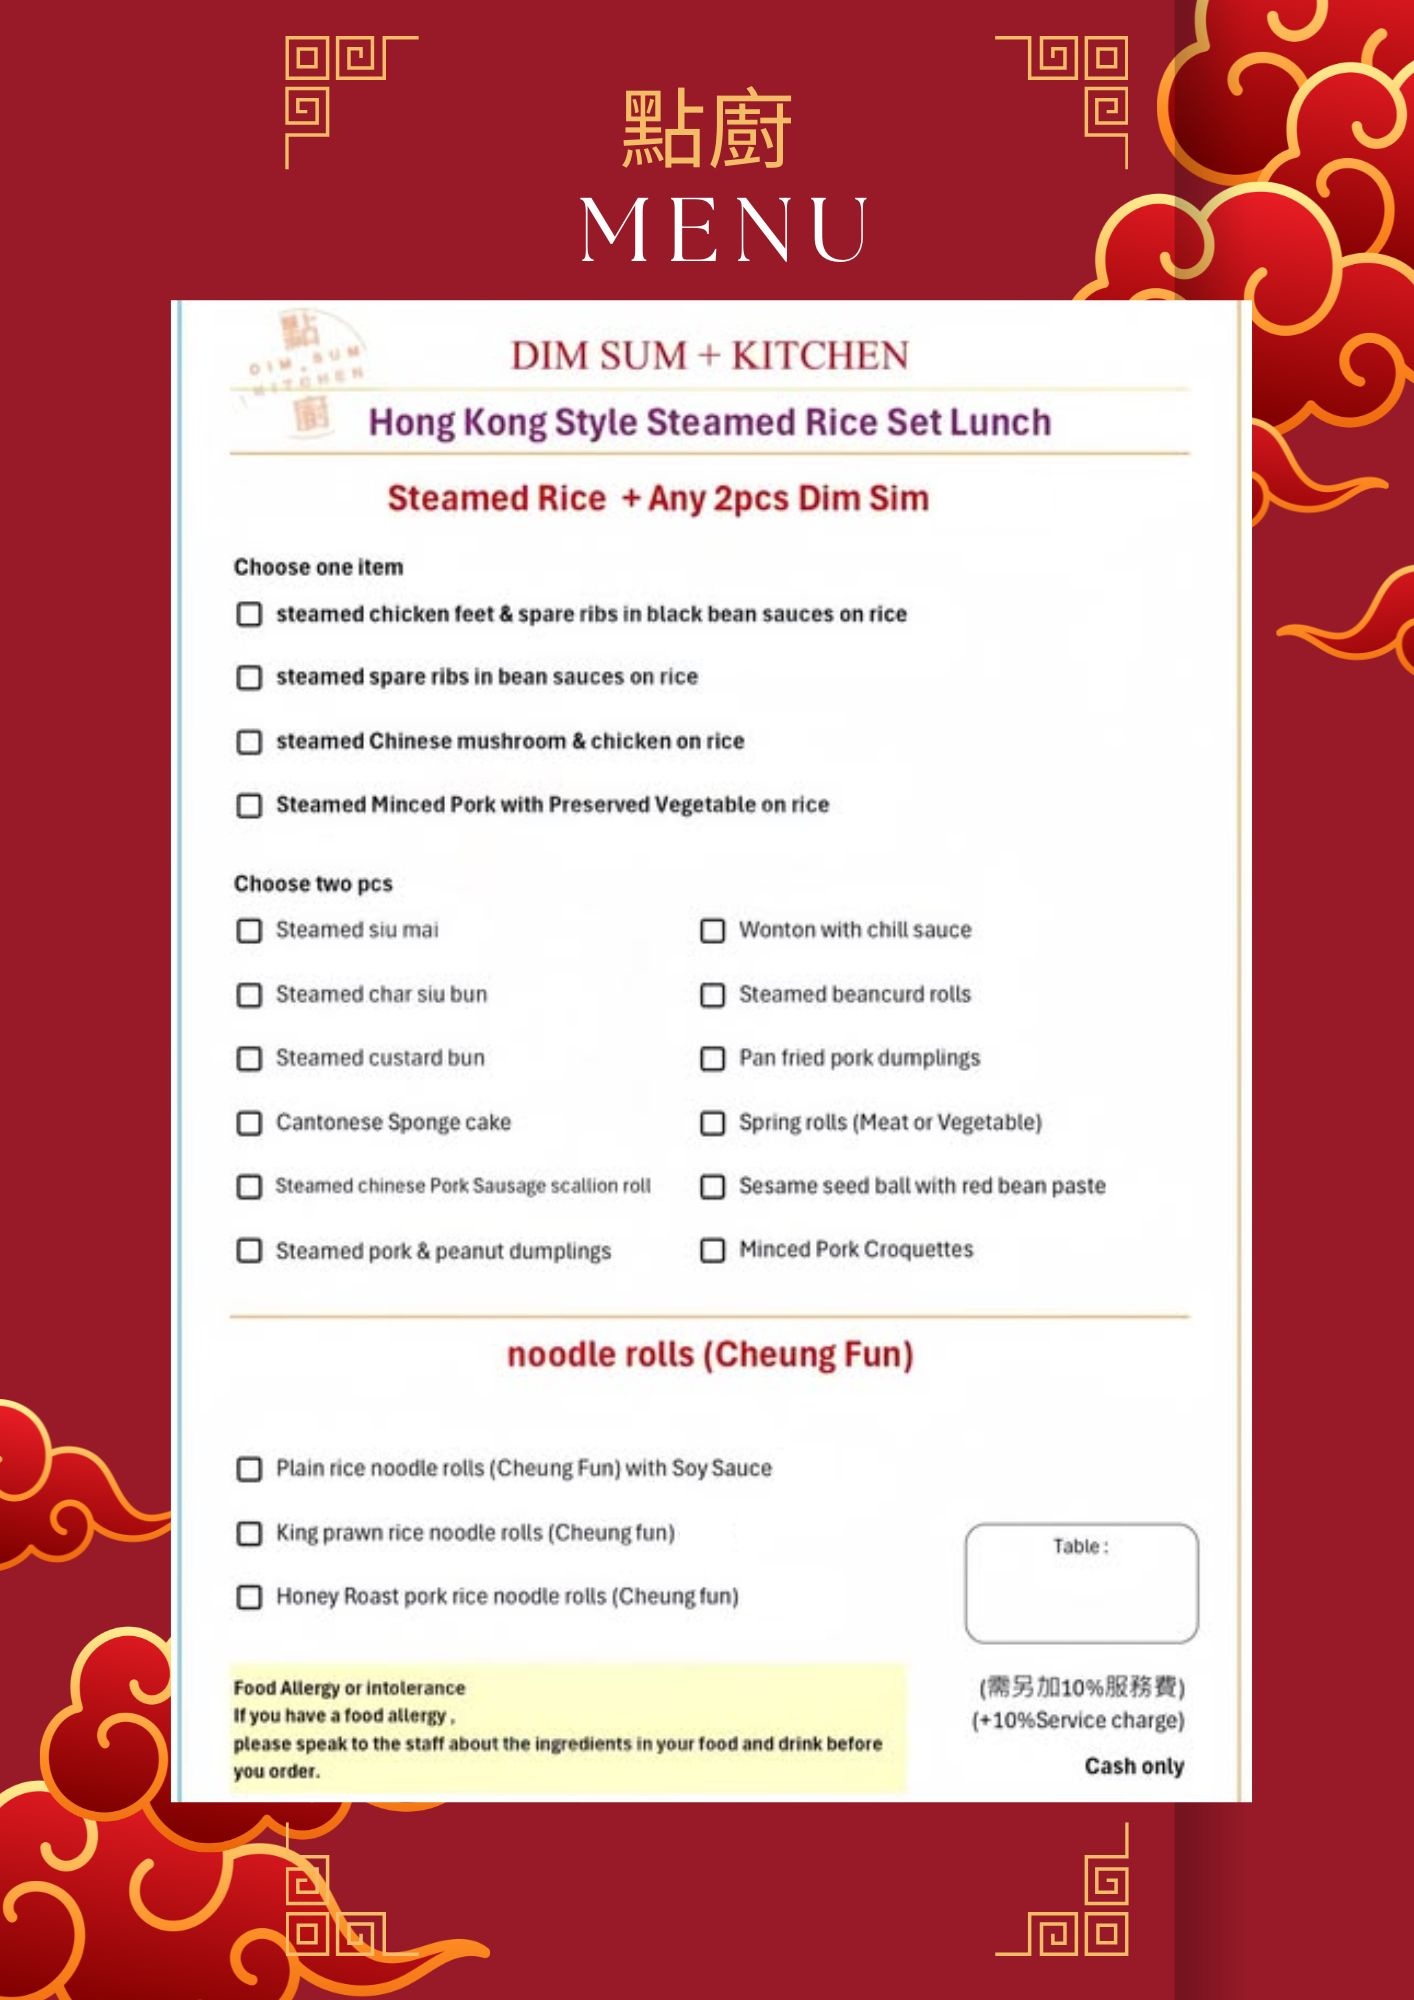 點廚
MENU
點
DIM SUM
KITCHEN
廚
DIM SUM + KITCHEN
Hong Kong Style Steamed Rice Set Lunch
Steamed Rice + Any 2pcs Dim Sim
Choose one item
steamed chicken feet & spare ribs in black bean sauces on rice
steamed spare ribs in bean sauces on rice
steamed Chinese mushroom & chicken on rice
Steamed Minced Pork with Preserved Vegetable on rice
Choose two pcs
Steamed siu mai
Wonton with chill sauce
Steamed char siu bun
Steamed beancurd rolls
Steamed custard bun
Pan fried pork dumplings
Cantonese Sponge cake
Spring rolls (Meat or Vegetable)
Steamed chinese Pork Sausage scallion roll
Sesame seed ball with red bean paste
Steamed pork & peanut dumplings
Minced Pork Croquettes
noodle rolls (Cheung Fun)
Plain rice noodle rolls (Cheung Fun) with Soy Sauce
King prawn rice noodle rolls (Cheung fun)
Honey Roast pork rice noodle rolls (Cheung fun)
Table :
Food Allergy or intolerance
If you have a food allergy ,
please speak to the staff about the ingredients in your food and drink before
you order.
(需另加10%服務費)
(+10%Service charge)
Cash only